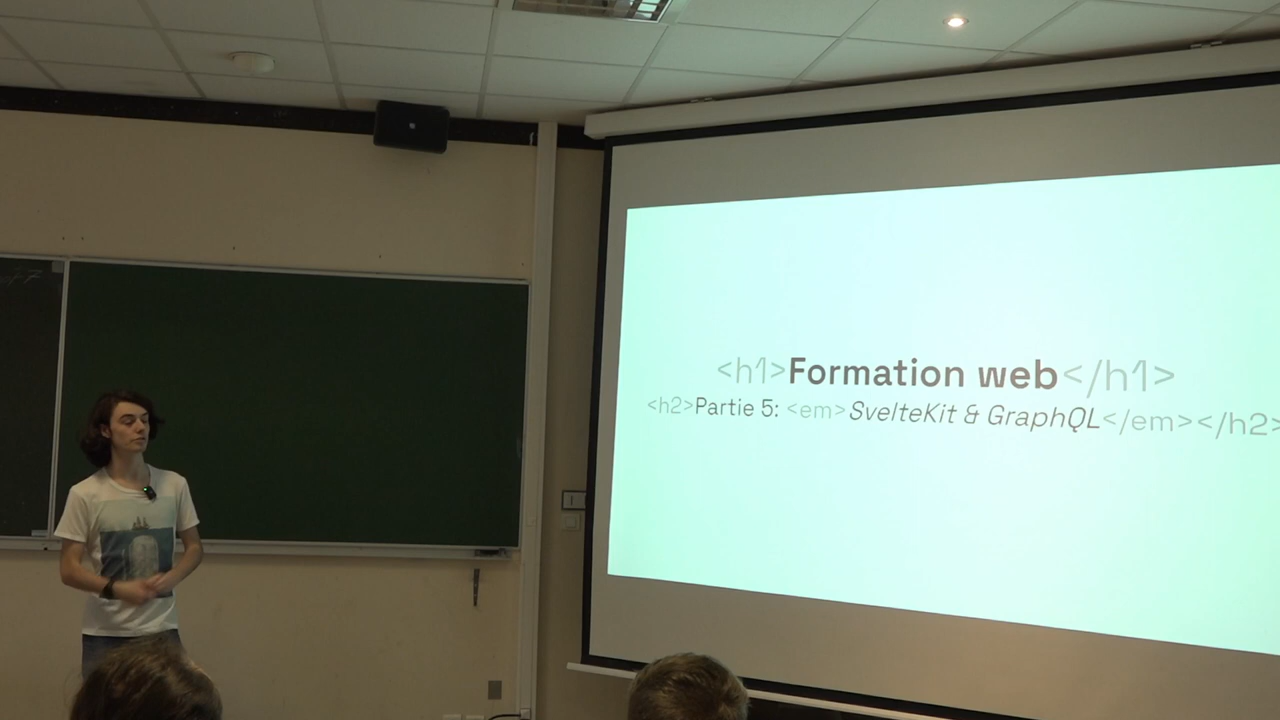 <h1>Formation web</h1>
<h2>Partie 5: <em>SvelteKit & GraphQL</em></h2>